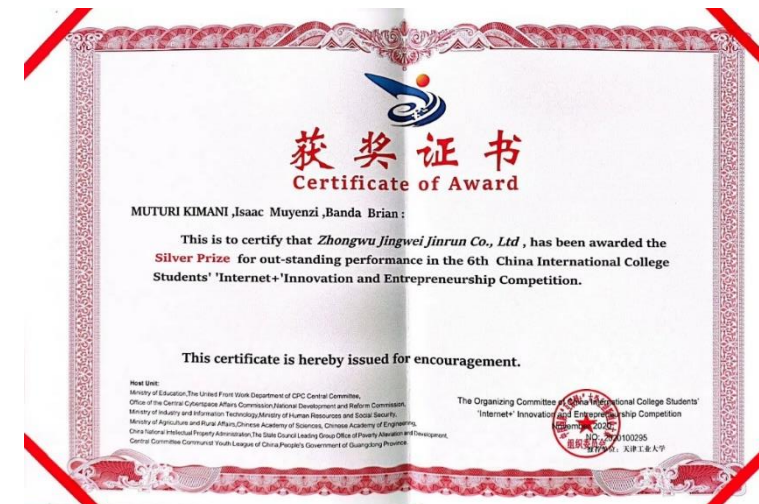 获奖证书
Certificate of Award
MUTURI KIMANI ,Isaac Muyenzi ,Banda Brian :
This is to certify that Zhongwu Jingwei Jinrun Co., Ltd , has been awarded the
Silver Prize for out-standing performance in the 6th China International College
Students' 'Internet+'Innovation and Entrepreneurship Competition.
This certificate is hereby issued for encouragement.
Host Unit:
Ministry of Education,The United Front Work Department of CPC Central Committee,
Office of the Central Cyberspace Affairs Commission,National Development and Reform Commission,
Ministry of Industry and Information Technology,Ministry of Human Resources and Social Security,
Ministry of Agriculture and Rural Affairs,Chinese Academy of Sciences, Chinese Academy of Engineering,
China National Intellectual Property Administration,The State Council Leading Group Office of Poverty Alleviation and Development,
Central Committee Communist Youth League of China,People's Government of Guangdong Province
The Organizing Committee of China International College Students'
'Internet+' Innovation and Entrepreneurship Competition
November, 2020
NO: 2020100295
天津工业大学
组织委员会